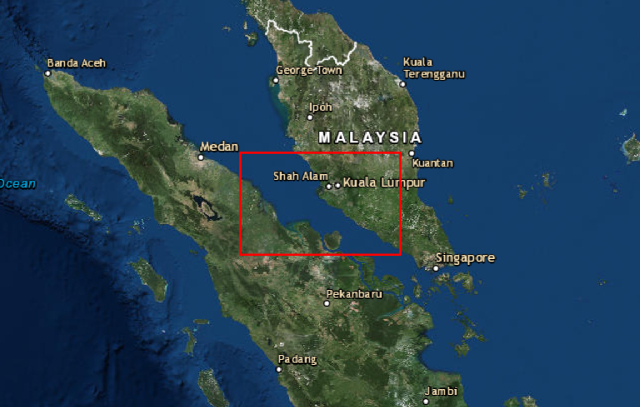 Banda Aceh
George Town
Kuala
Terengganu
Ipoh
MALAYSIA
Medan
Kuantan
Shah Alam
Kuala Lumpur
Ocean
Singapore
Pekanbaru
Padang
Jambi